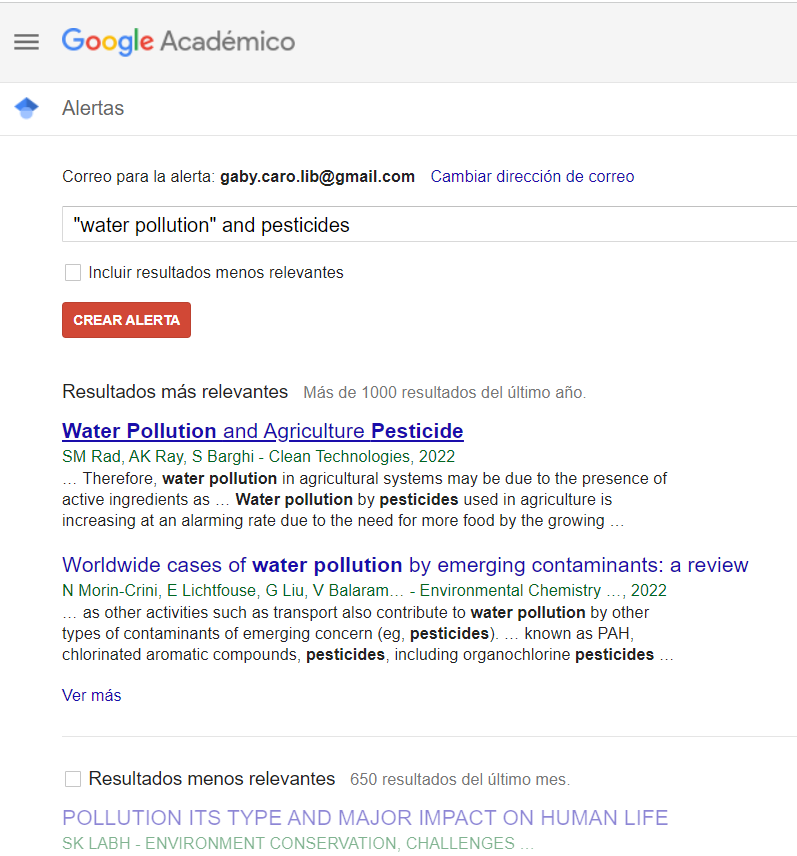 Google Académico
Alertas
Correo para la alerta: gaby.caro.lib@gmail.com Cambiar dirección de correo
"water pollution" and pesticides
Incluir resultados menos relevantes
CREAR ALERTA
Resultados más relevantes Más de 1000 resultados del último año.
Water Pollution and Agriculture Pesticide
SM Rad, AK Ray, S Barghi - Clean Technologies, 2022
… Therefore, water pollution in agricultural systems may be due to the presence of
active ingredients as … Water pollution by pesticides used in agriculture is
increasing at an alarming rate due to the need for more food by the growing …
Worldwide cases of water pollution by emerging contaminants: a review
N Morin-Crini, E Lichtfouse, G Liu, V Balaram… - Environmental Chemistry …, 2022
… as other activities such as transport also contribute to water pollution by other
types of contaminants of emerging concern (eg, pesticides). … known as PAH,
chlorinated aromatic compounds, pesticides, including organochlorine pesticides …
Ver más
Resultados menos relevantes 650 resultados del último mes.
POLLUTION ITS TYPE AND MAJOR IMPACT ON HUMAN LIFE
SK LABH - ENVIRONMENT CONSERVATION, CHALLENGES …